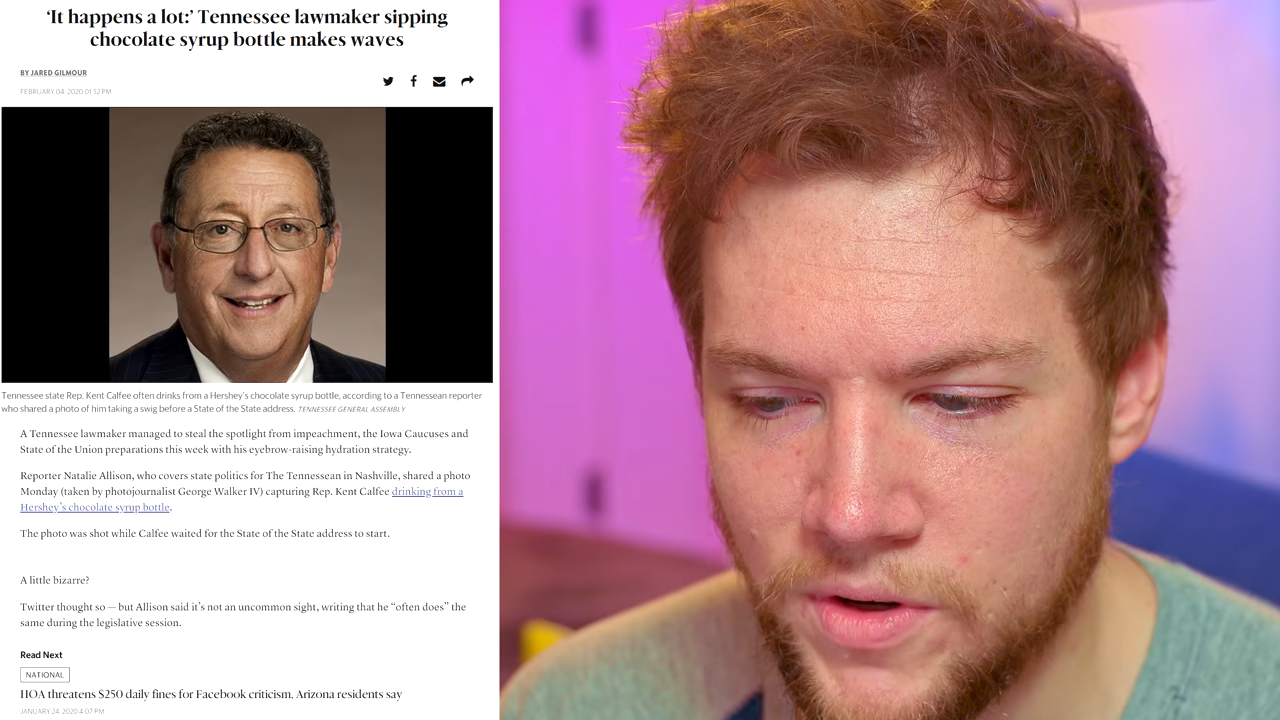 ‘It happens a lot:’ Tennessee lawmaker sipping
chocolate syrup bottle makes waves
BY JARED GILMOUR
FEBRUARY 04, 2020 01:52 PM
Tennessee state Rep. Kent Calfee often drinks from a Hershey's chocolate syrup bottle, according to a Tennessean reporter
who shared a photo of him taking a swig before a State of the State address. TENNESSEE GENERAL ASSEMBLY
A Tennessee lawmaker managed to steal the spotlight from impeachment, the Iowa Caucuses and
State of the Union preparations this week with his eyebrow-raising hydration strategy.
Reporter Natalie Allison, who covers state politics for The Tennessean in Nashville, shared a photo
Monday (taken by photojournalist George Walker IV) capturing Rep. Kent Calfee drinking from a
Hershey’s chocolate syrup bottle.
The photo was shot while Calfee waited for the State of the State address to start.
A little bizarre?
Twitter thought so — but Allison said it’s not an uncommon sight, writing that he “often does” the
same during the legislative session.
Read Next
NATIONAL
HOA threatens $250 daily fines for Facebook criticism, Arizona residents say
JANUARY 24, 2020 4:07 PM